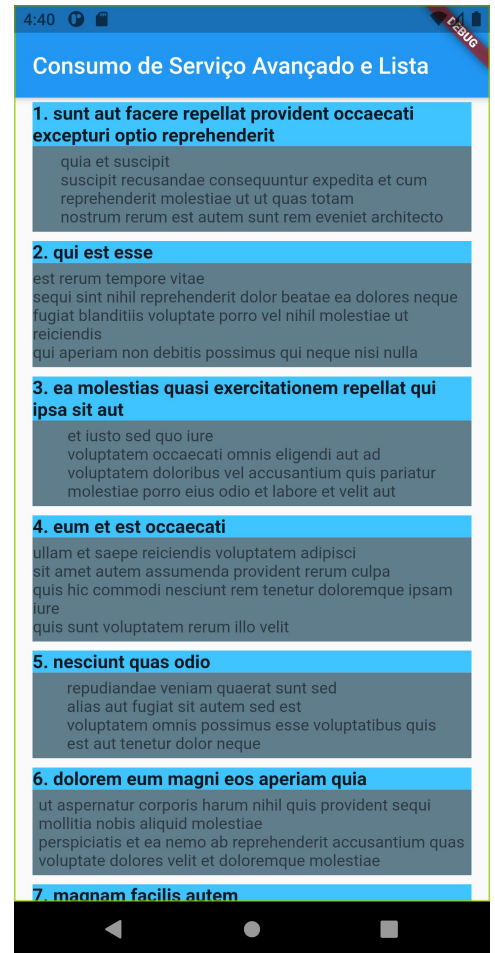 4:40
DEBUG
Consumo de Serviço Avançado e Lista
1. sunt aut facere repellat provident occaecati
excepturi optio reprehenderit
quia et suscipit
suscipit recusandae consequuntur expedita et cum
reprehenderit molestiae ut ut quas totam
nostrum rerum est autem sunt rem eveniet architecto
2. qui est esse
est rerum tempore vitae
sequi sint nihil reprehenderit dolor beatae ea dolores neque
fugiat blanditiis voluptate porro vel nihil molestiae ut
reiciendis
qui aperiam non debitis possimus qui neque nisi nulla
3. ea molestias quasi exercitationem repellat qui
ipsa sit aut
et iusto sed quo iure
voluptatem occaecati omnis eligendi aut ad
voluptatem doloribus vel accusantium quis pariatur
molestiae porro eius odio et labore et velit aut
4. eum et est occaecati
ullam et saepe reiciendis voluptatem adipisci
sit amet autem assumenda provident rerum culpa
quis hic commodi nesciunt rem tenetur doloremque ipsam
iure
quis sunt voluptatem rerum illo velit
5. nesciunt quas odio
repudiandae veniam quaerat sunt sed
alias aut fugiat sit autem sed est
voluptatem omnis possimus esse voluptatibus quis
est aut tenetur dolor neque
6. dolorem eum magni eos aperiam quia
ut aspernatur corporis harum nihil quis provident sequi
mollitia nobis aliquid molestiae
perspiciatis et ea nemo ab reprehenderit accusantium quas
voluptate dolores velit et doloremque molestiae
7. magnam facilis autem